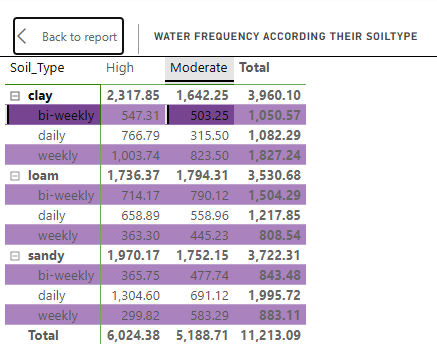 Back to report WATER FREQUENCY ACCORDING THEIR SOILTYPE
Soil_Type High Moderate Total
clay 2,317.85 1,642.25 3,960.10
bi-weekly 547.31 503.25 1,050.57
daily 766.79 315.50 1,082.29
weekly 1,003.74 823.50 1,827.24
loam 1,736.37 1,794.31 3,530.68
bi-weekly 714.17 790.12 1,504.29
daily 658.89 558.96 1,217.85
weekly 363.30 445.23 808.54
sandy 1,970.17 1,752.15 3,722.31
bi-weekly 365.75 477.74 843.48
daily 1,304.60 691.12 1,995.72
weekly 299.82 583.29 883.11
Total 6,024.38 5,188.71 11,213.09